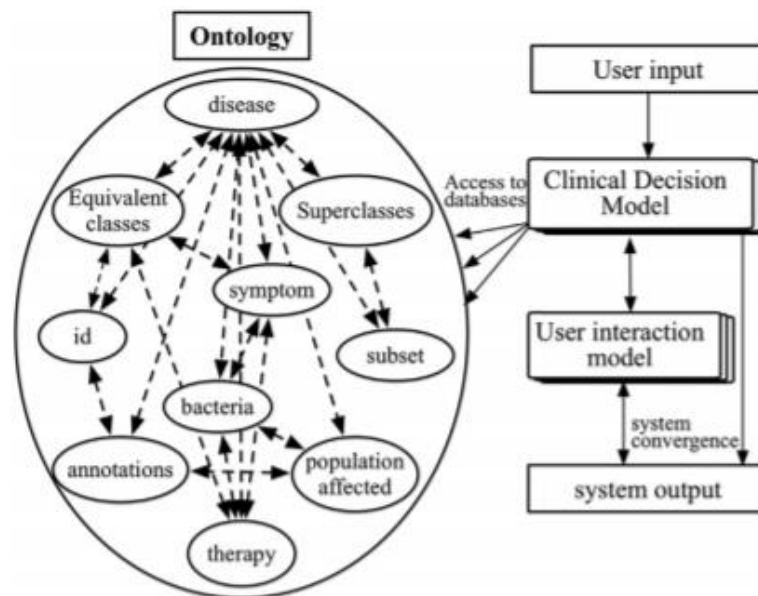 Ontology
disease
Equivalent
classes
Superclasses
symptom
id
subset
bacteria
annotations
population
affected
therapy
User input
Access to
databases
Clinical Decision
Model
User interaction
model
system
convergence
system output